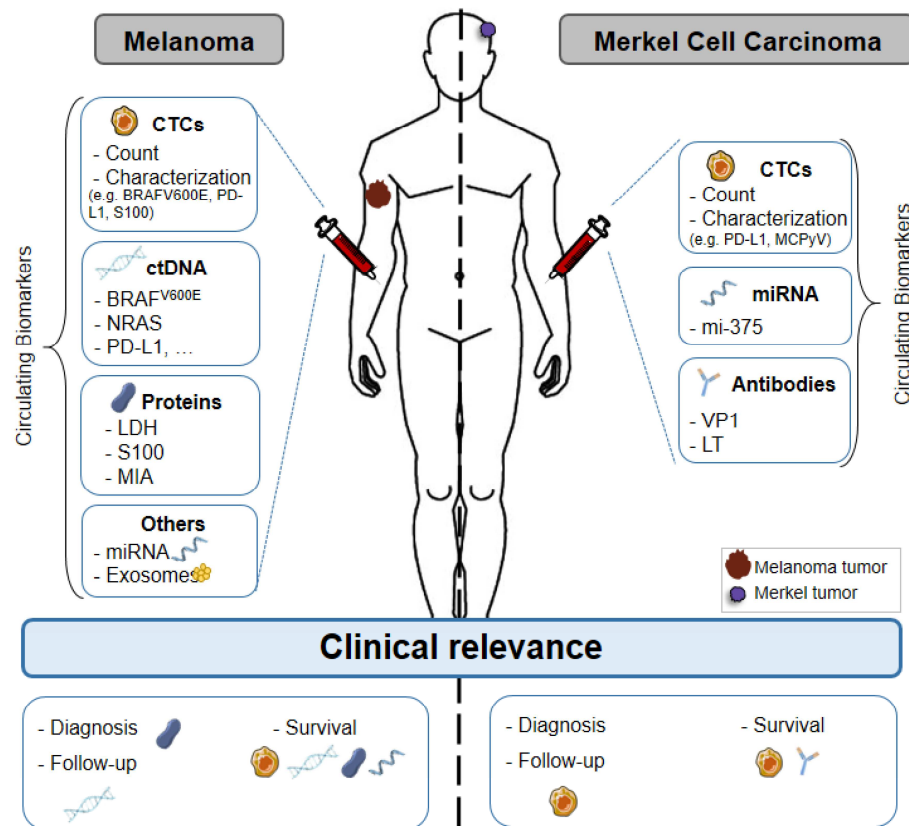 Melanoma
Merkel Cell Carcinoma
Circulating Biomarkers
CTCs
- Count
- Characterization
(e.g. BRAFV600E, PD-
L1, S100)
ctDNA
- BRAFV600E
- NRAS
- PD-L1, ...
Proteins
- LDH
- S100
- MIA
Others
- miRNA
- Exosomes
CTCs
- Count
- Characterization
(e.g. PD-L1, MCPyV)
miRNA
- mi-375
Antibodies
- VP1
- LT
Circulating Biomarkers
Melanoma tumor
Merkel tumor
Clinical relevance
- Diagnosis
- Follow-up
- Survival
- Diagnosis
- Follow-up
- Survival